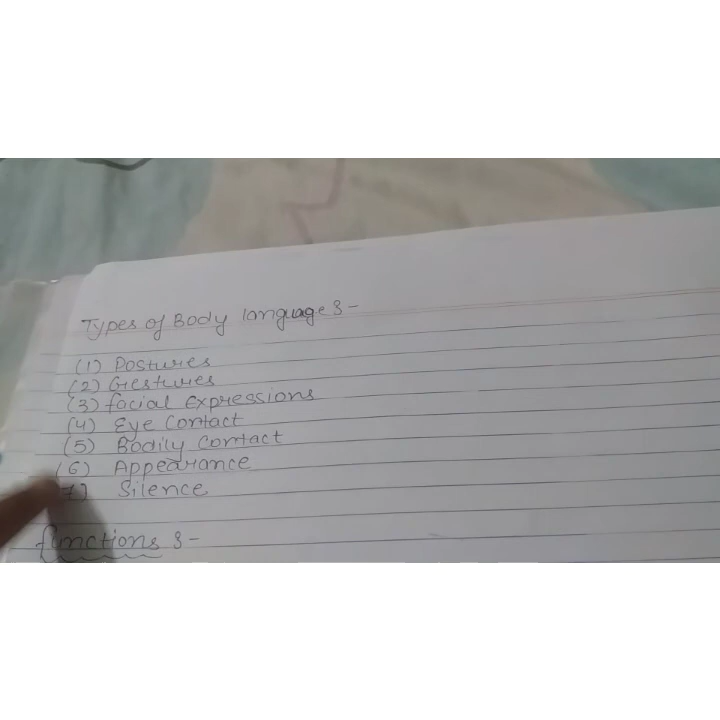 Types of Body language :-
(1) Postures
(2) Gestures
(3) facial expressions
(4) Eye Contact
(5) Bodily Contact
(6) Appearance
(7) Silence
functions :-